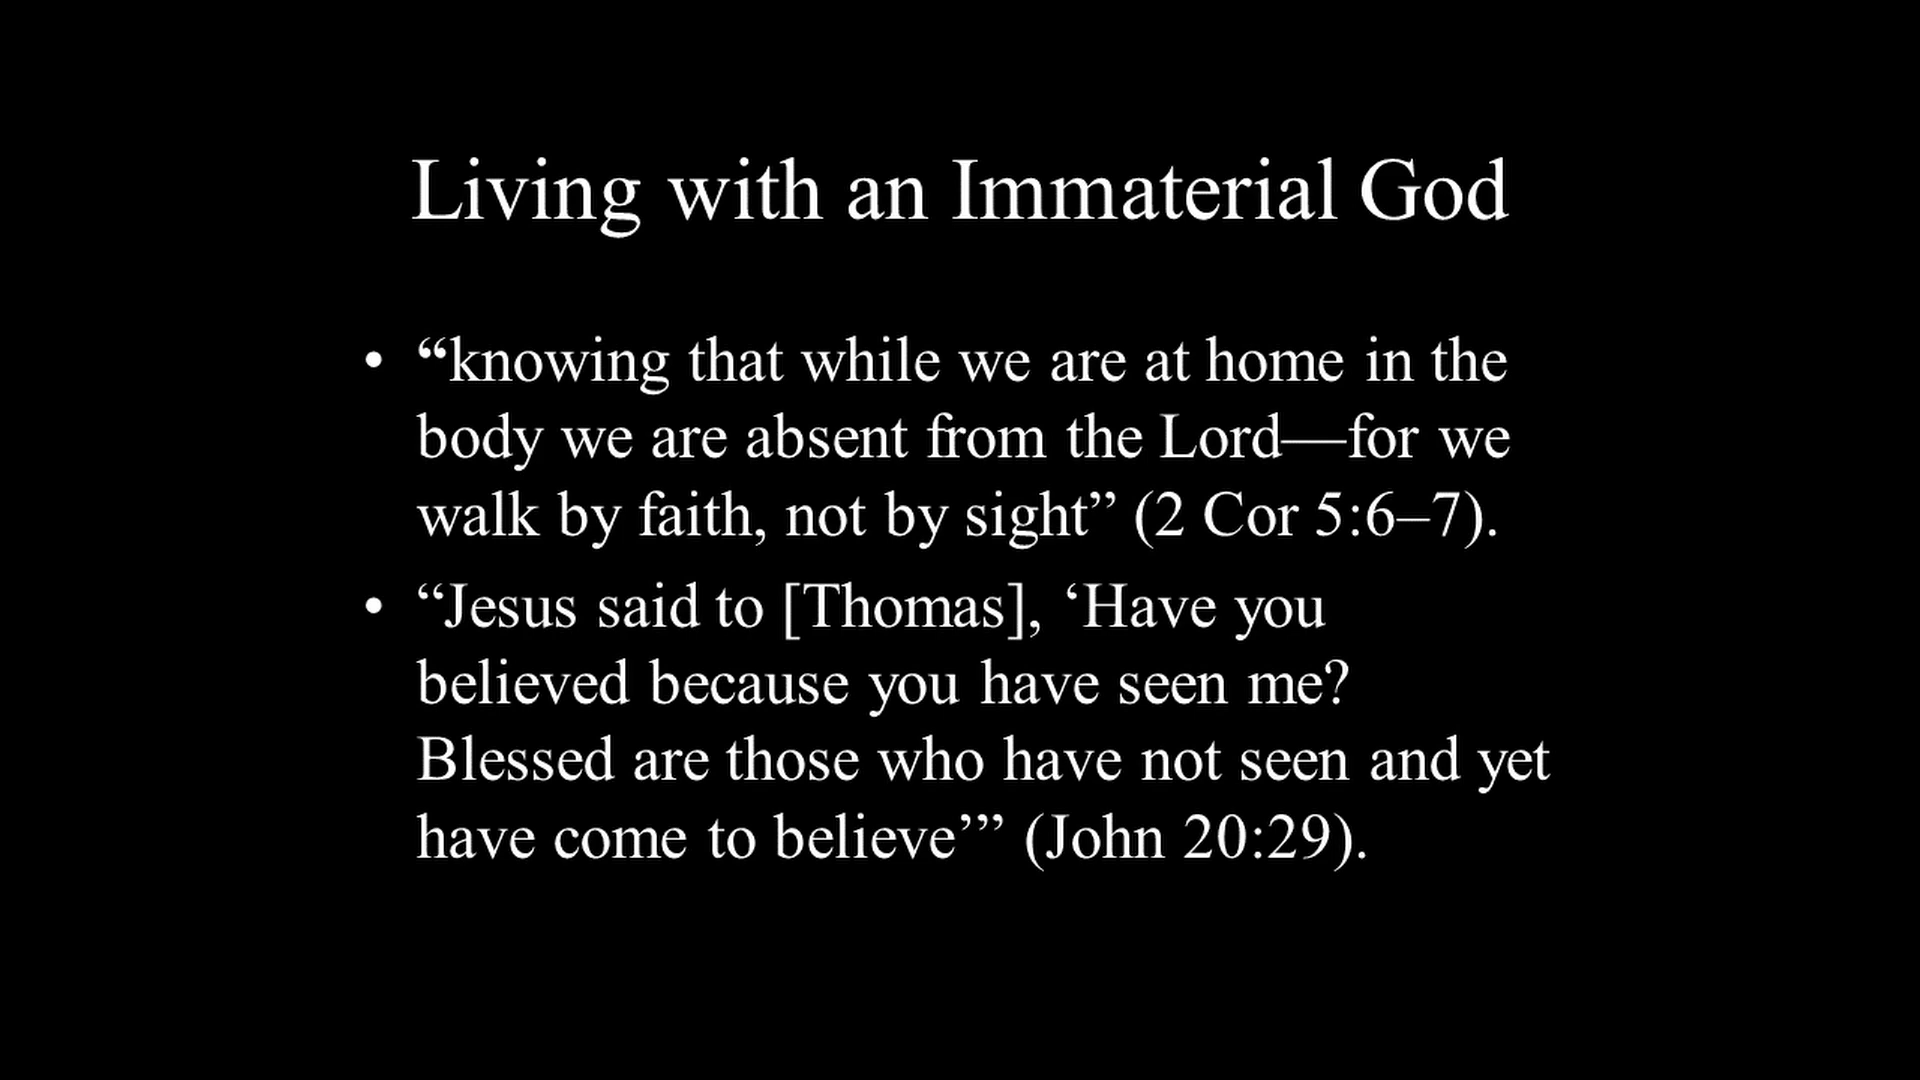 Living with an Immaterial God
• “knowing that while we are at home in the
body we are absent from the Lord—for we
walk by faith, not by sight” (2 Cor 5:6–7).
• “Jesus said to [Thomas], ‘Have you
believed because you have seen me?
Blessed are those who have not seen and yet
have come to believe’” (John 20:29).